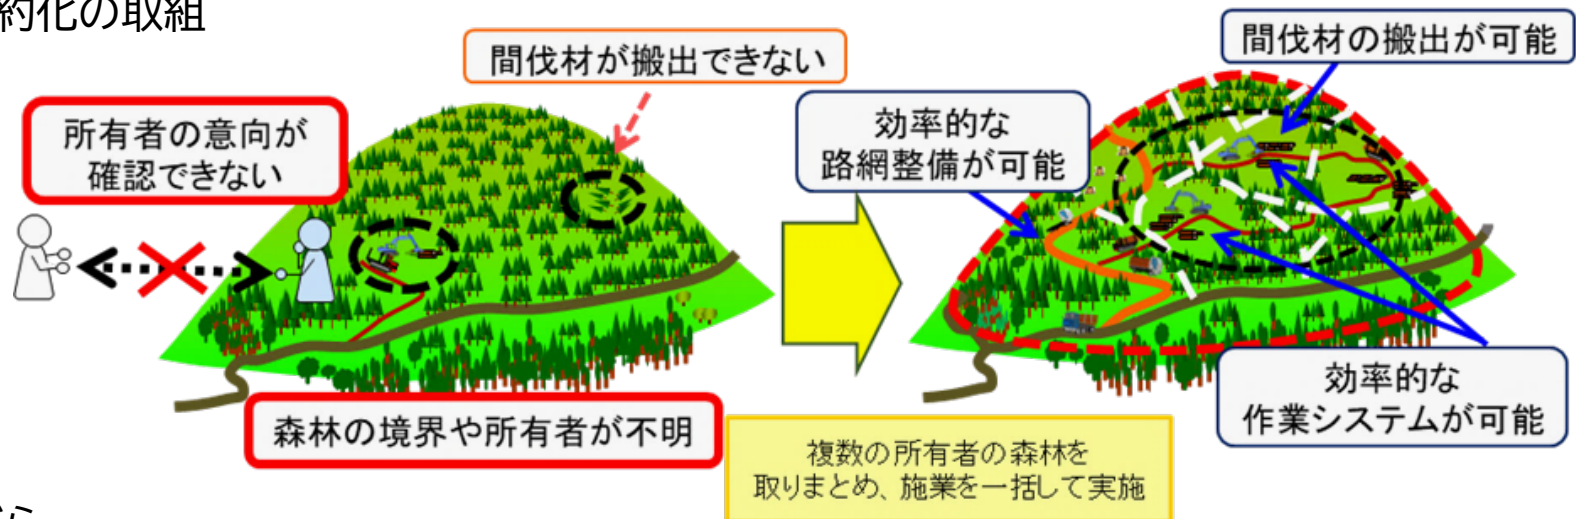 約化の取組
間伐材が搬出できない
所有者の意向が
確認できない
森林の境界や所有者が不明
間伐材の搬出が可能
効率的な
路網整備が可能
効率的な
作業システムが可能
複数の所有者の森林を
取りまとめ、施業を一括して実施